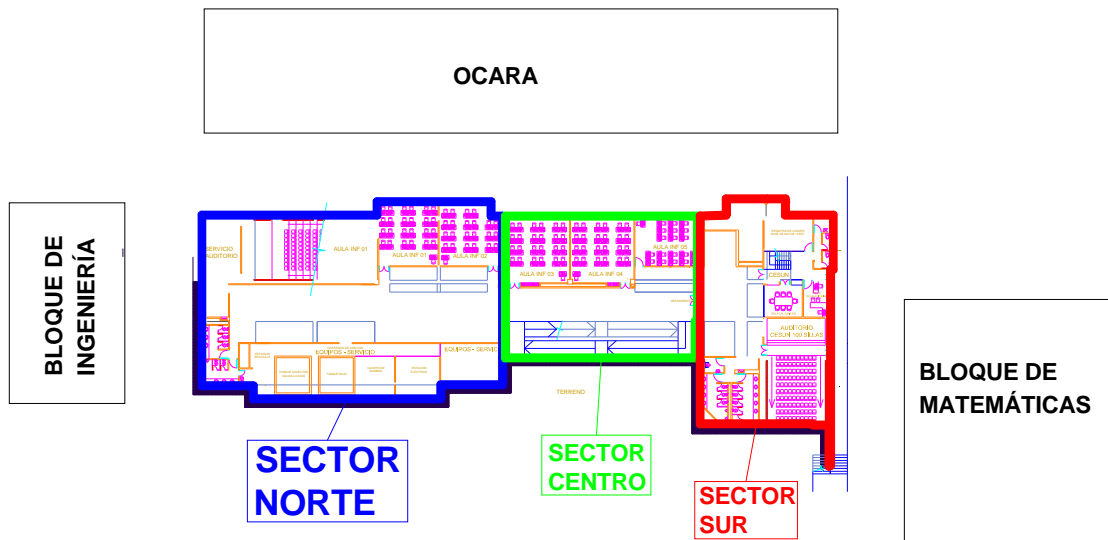 OCARA
BLOQUE DE
INGENIERÍA
SERVICIO
AUDITORIO
AULA INF 01
AULA INF 01
AULA INF 02
AULA INF 03
AULA INF 04
AULA INF 05
CESUN
AUDITORIO
CESUN 100 SILLAS
EQUIPOS - SERVICIO
EQUIPOS - SERVICIO
TERRENO
BLOQUE DE
MATEMÁTICAS
SECTOR
NORTE
SECTOR
CENTRO
SECTOR
SUR